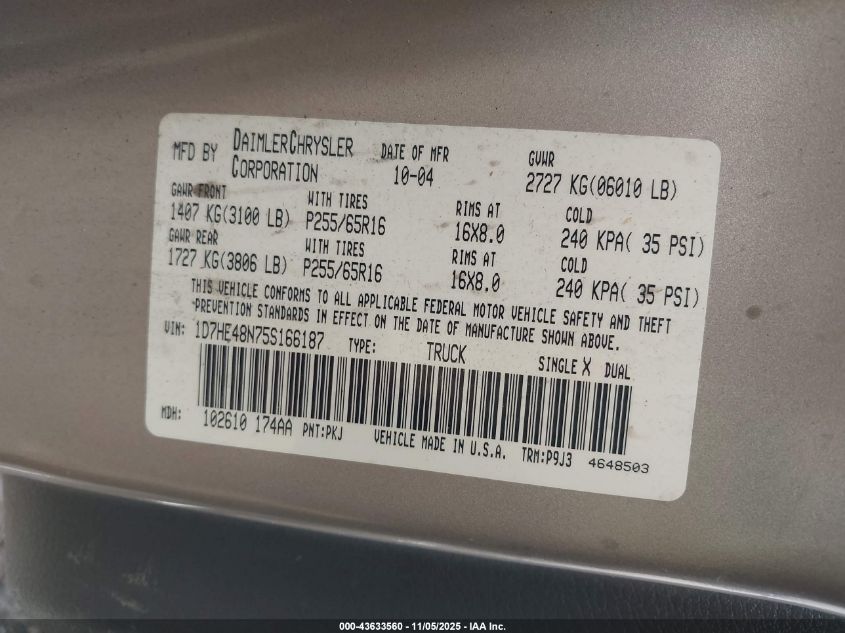 MFD BY DAIMLERCHRYSLER CORPORATION DATE OF MFR 10-04 GVWR 2727 KG(06010 LB)
GAWR FRONT WITH TIRES RIMS AT COLD
1407 KG(3100 LB) P255/65R16 16X8.0 240 KPA( 35 PSI)
GAWR REAR WITH TIRES RIMS AT COLD
1727 KG(3806 LB) P255/65R16 16X8.0 240 KPA( 35 PSI)
THIS VEHICLE CONFORMS TO ALL APPLICABLE FEDERAL MOTOR VEHICLE SAFETY AND THEFT
PREVENTION STANDARDS IN EFFECT ON THE DATE OF MANUFACTURE SHOWN ABOVE.
VIN: 1D7HE48N75S166187 TYPE: TRUCK SINGLE X DUAL
MDH: 102610 174AA PNT:PKJ VEHICLE MADE IN U.S.A. TRM:P9J3 4648503
000-43633560 - 11/05/2025 - IAA Inc.